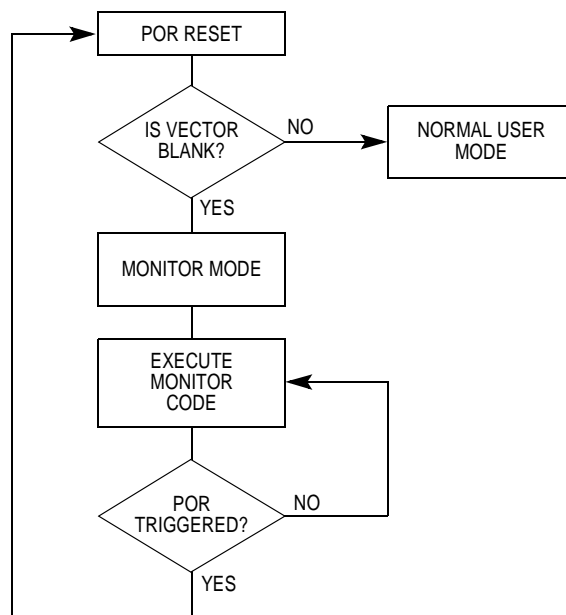 POR RESET
IS VECTOR
BLANK?
NO
NORMAL USER
MODE
YES
MONITOR MODE
EXECUTE
MONITOR
CODE
POR
TRIGGERED?
NO
YES